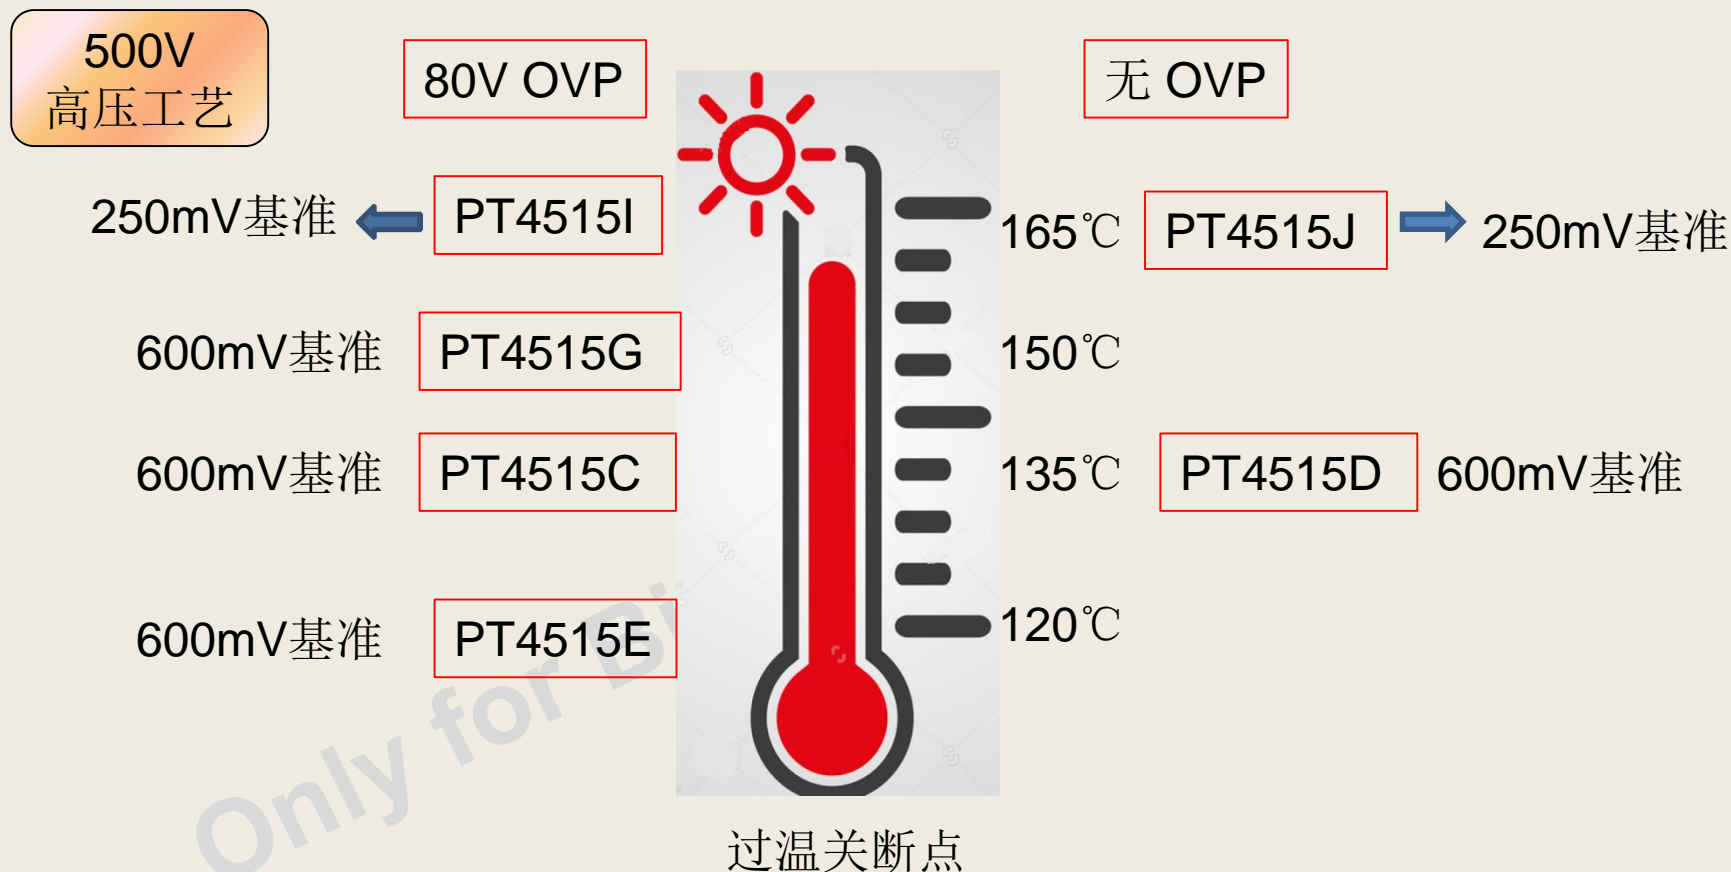 500V
高压工艺
80V OVP
无 OVP
250mV基准
PT4515I
165℃
PT4515J
250mV基准
600mV基准
PT4515G
150℃
600mV基准
PT4515C
135℃
PT4515D
600mV基准
600mV基准
PT4515E
120℃
Only for Bi
过温关断点